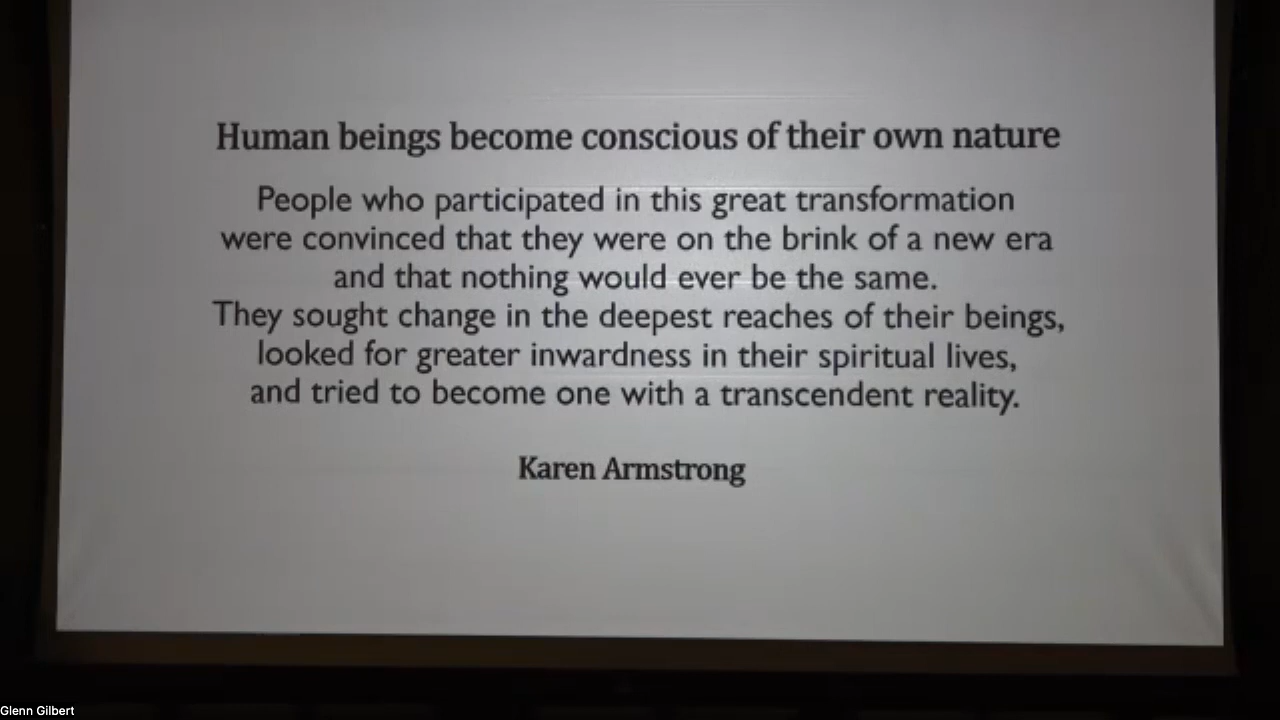 Human beings become conscious of their own nature
People who participated in this great transformation
were convinced that they were on the brink of a new era
and that nothing would ever be the same.
They sought change in the deepest reaches of their beings,
looked for greater inwardness in their spiritual lives,
and tried to become one with a transcendent reality.
Karen Armstrong
Glenn Gilbert